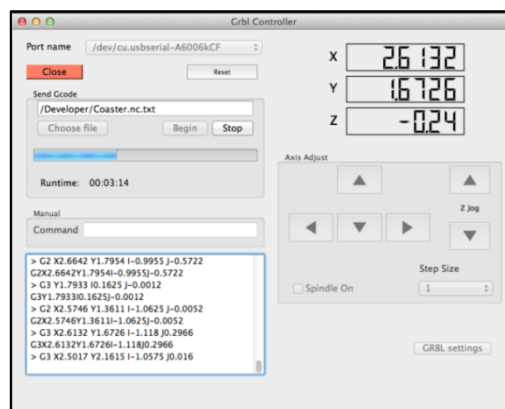 Grbl Controller
Port name
/dev/cu.usbserial-A6006kCF
Close
Reset
Send Gcode
/Developer/Coaster.nc.txt
Choose file
Begin
Stop
Runtime: 00:03:14
Manual
Command
> G2 X2.6642 Y1.7954 I-0.9955 J-0.5722
G2X2.6642Y1.7954I-0.9955J-0.5722
> G3 Y1.7933 I0.1625 J-0.0012
G3Y1.7933I0.1625J-0.0012
> G2 X2.5746 Y1.3611 I-1.0625 J-0.0052
G2X2.5746Y1.3611I-1.0625J-0.0052
> G3 X2.6132 Y1.6726 I-1.118 J0.2966
G3X2.6132Y1.6726I-1.118J0.2966
> G3 X2.5017 Y2.1615 I-1.0575 J0.016
X 2.6132
Y 1.6726
Z -0.24
Axis Adjust
Z Jog
Step Size
Spindle On
1
GRBL settings